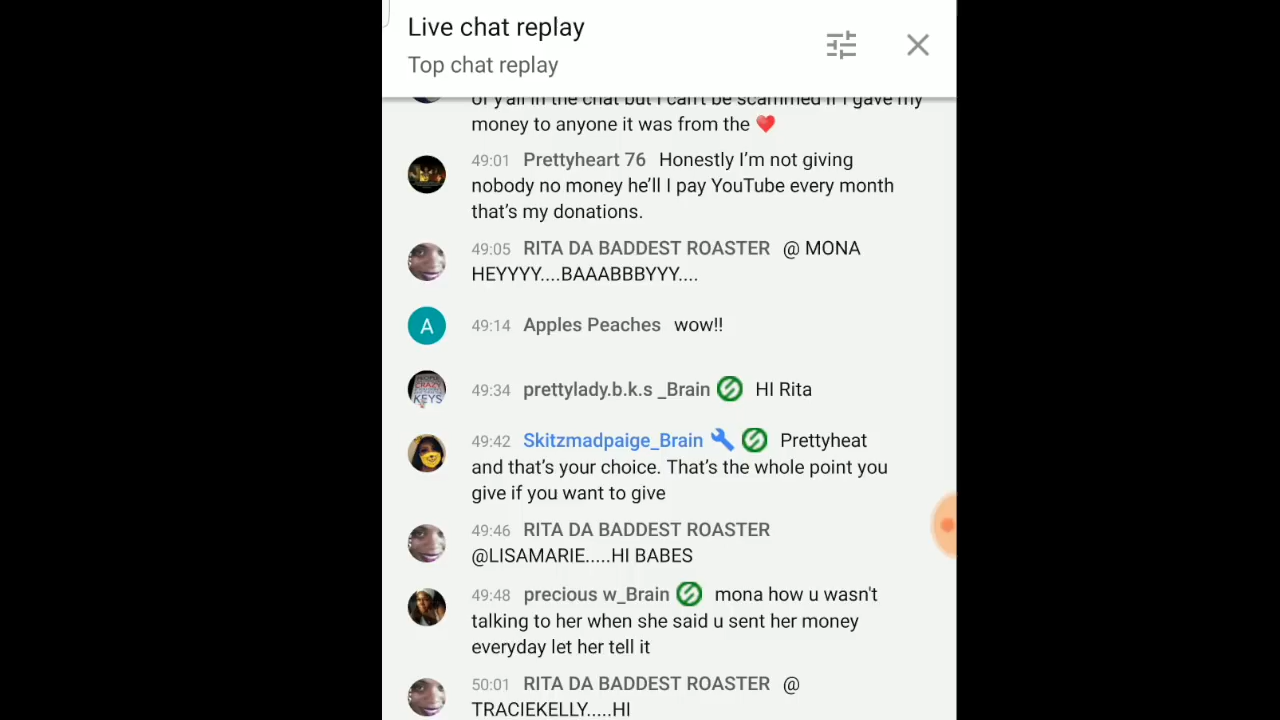 Live chat replay
Top chat replay
of y'all in the chat but I can't be scammed if I gave my
money to anyone it was from the ❤️
49:01 Prettyheart 76 Honestly I’m not giving
nobody no money he’ll I pay YouTube every month
that’s my donations.
49:05 RITA DA BADDEST ROASTER @ MONA
HEYYYY....BAAABBBYYY....
A 49:14 Apples Peaches wow!!
CRAZY
KEYS
49:34 prettylady.b.k.s _Brain HI Rita
49:42 Skitzmadpaige_Brain Prettyheat
and that’s your choice. That’s the whole point you
give if you want to give
49:46 RITA DA BADDEST ROASTER
@LISAMARIE.....HI BABES
49:48 precious w_Brain mona how u wasn't
talking to her when she said u sent her money
everyday let her tell it
50:01 RITA DA BADDEST ROASTER @
TRACIEKELLY.....HI